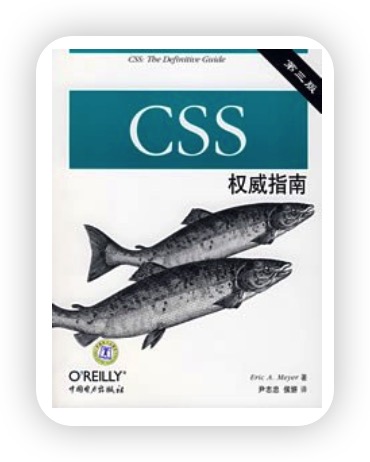 CSS: The Definitive Guide
第三版
CSS
权威指南
O'REILLY®
中国电力出版社
Eric A. Meyer 著
尹志忠 侯妍 译